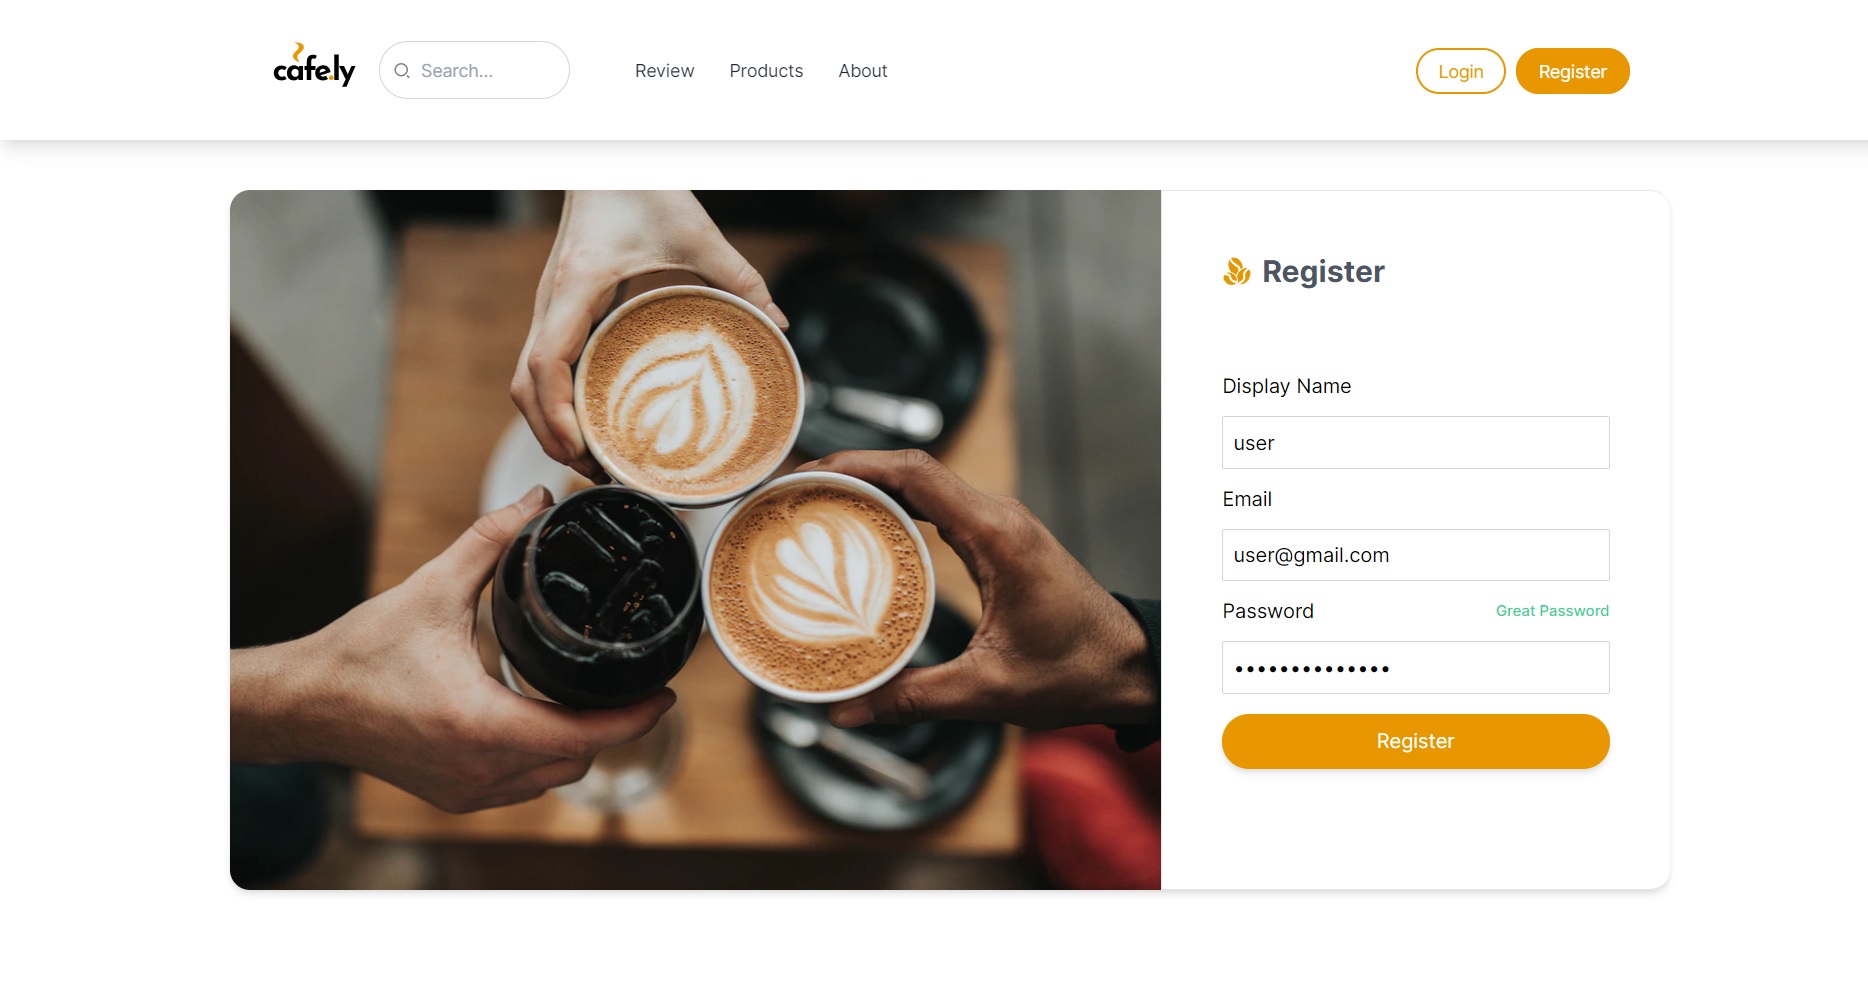 cafe.ly
Search...
Review
Products
About
Login
Register
Register
Display Name
user
Email
user@gmail.com
Password
Great Password
••••••••••••••
Register